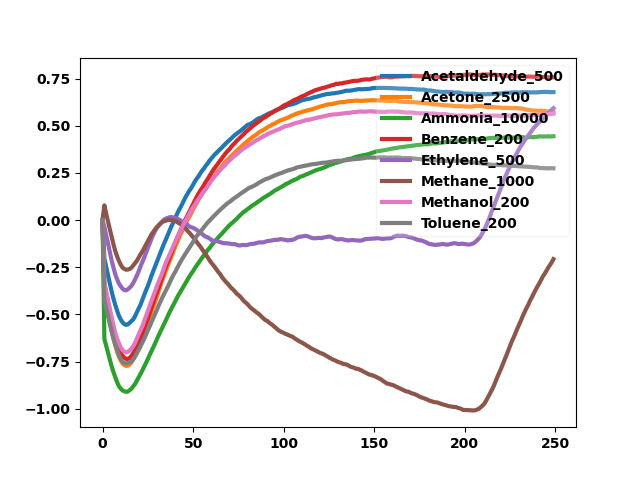 0.75
0.50
0.25
0.00
−0.25
−0.50
−0.75
−1.00
0 50 100 150 200 250
Acetaldehyde_500
Acetone_2500
Ammonia_10000
Benzene_200
Ethylene_500
Methane_1000
Methanol_200
Toluene_200